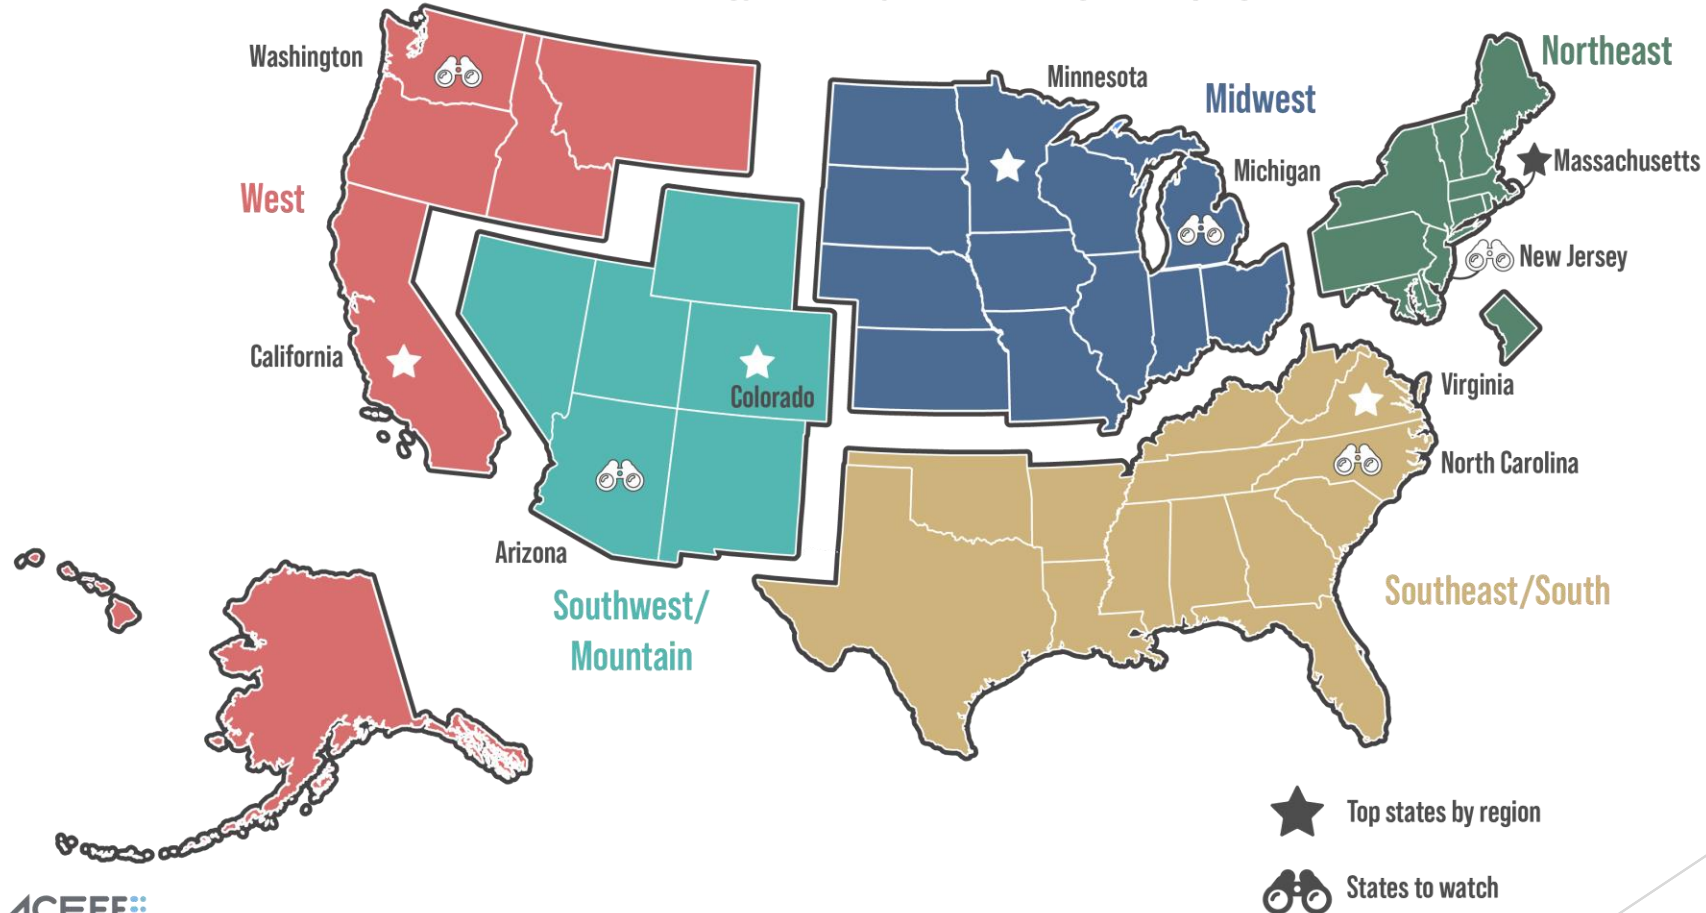 Washington
Minnesota
Midwest
Northeast
Massachusetts
Michigan
West
New Jersey
California
Colorado
Virginia
North Carolina
Arizona
Southwest/
Mountain
Southeast/South
Top states by region
States to watch